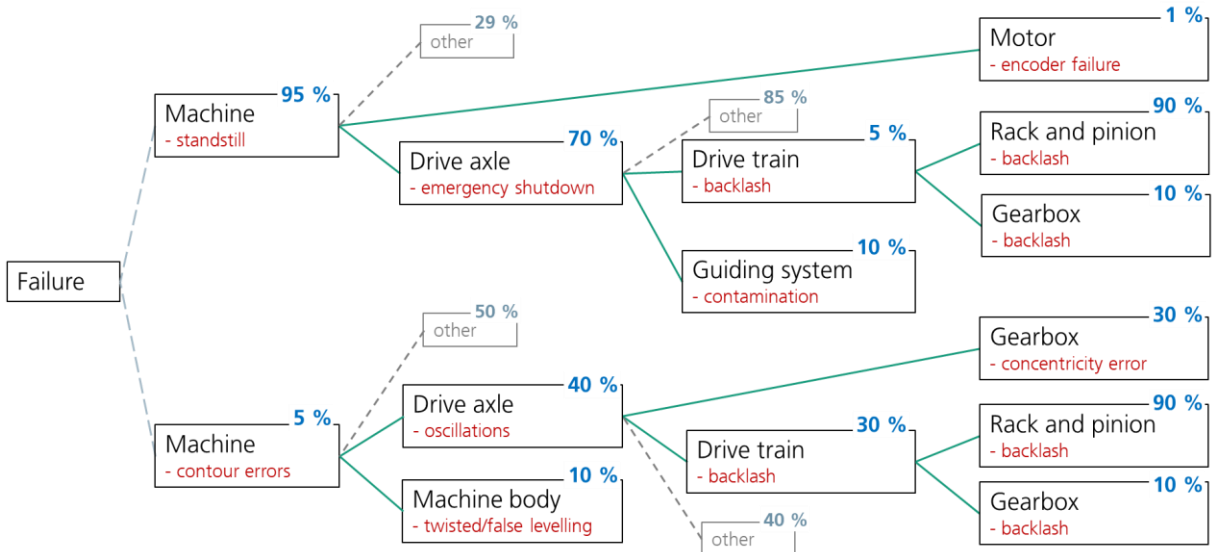 1 %
Motor
- encoder failure
29 %
other
95 %
Machine
- standstill
85 %
other
90 %
Rack and pinion
- backlash
70 %
Drive axle
- emergency shutdown
5 %
Drive train
- backlash
10 %
Gearbox
- backlash
10 %
Guiding system
- contamination
Failure
50 %
other
30 %
Gearbox
- concentricity error
40 %
Drive axle
- oscillations
5 %
Machine
- contour errors
30 %
Drive train
- backlash
90 %
Rack and pinion
- backlash
10 %
Machine body
- twisted/false levelling
10 %
Gearbox
- backlash
40 %
other